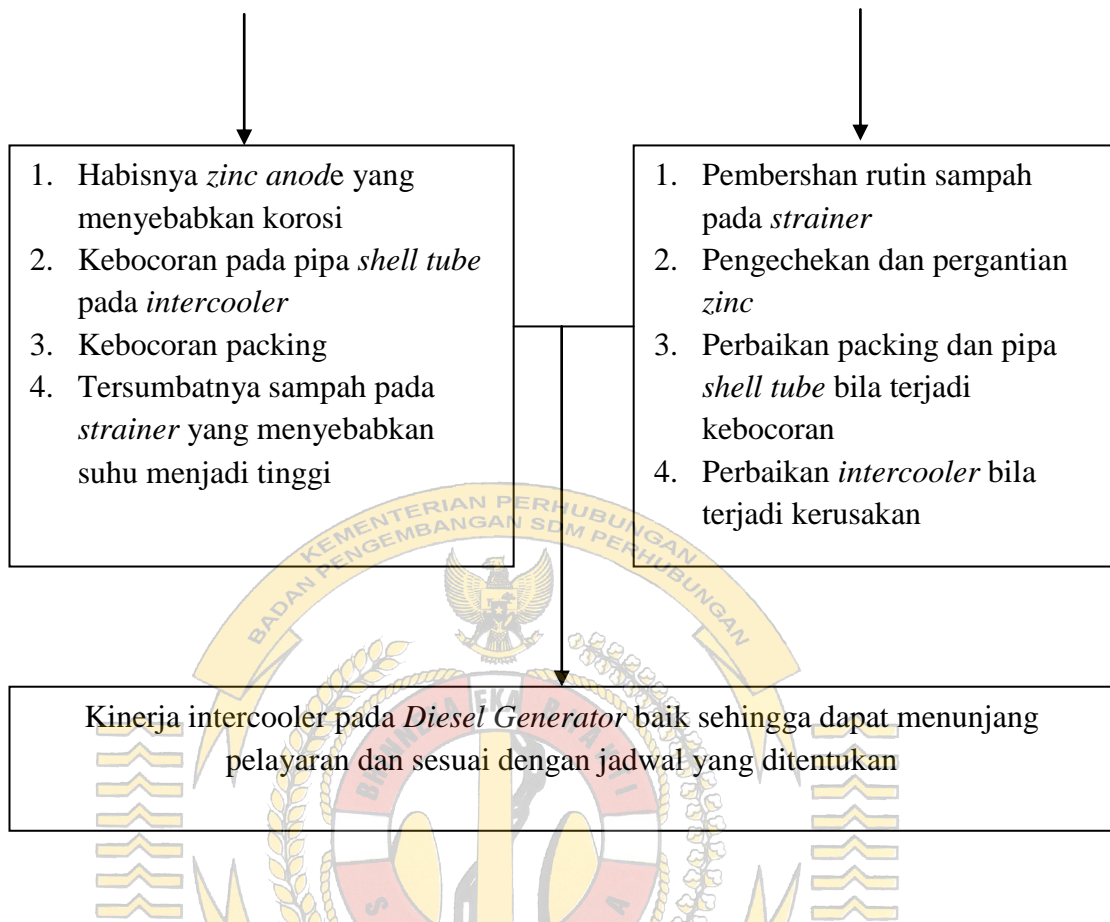 1. Habisnya zinc anode yang
menyebabkan korosi
2. Kebocoran pada pipa shell tube
pada intercooler
3. Kebocoran packing
4. Tersumbatnya sampah pada
strainer yang menyebabkan
suhu menjadi tinggi
1. Pembershan rutin sampah
pada strainer
2. Pengechekan dan pergantian
zinc
3. Perbaikan packing dan pipa
shell tube bila terjadi
kebocoran
4. Perbaikan intercooler bila
terjadi kerusakan
KEMENTERIAN PERHUBUNGAN
BADAN PENGEMBANGAN SDM PERHUBUNGAN
Kinerja intercooler pada Diesel Generator baik sehingga dapat menunjang
pelayaran dan sesuai dengan jadwal yang ditentukan
EKA